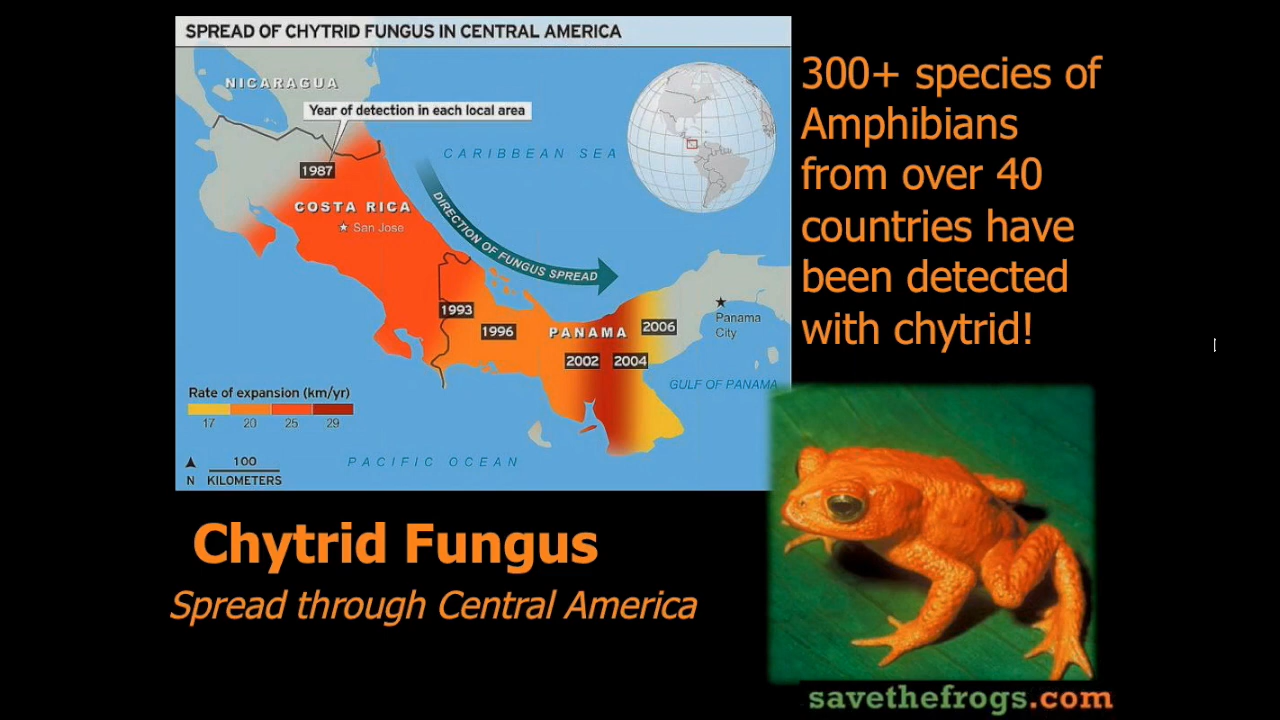 SPREAD OF CHYTRID FUNGUS IN CENTRAL AMERICA
NICARAGUA
Year of detection in each local area
CARIBBEAN SEA
1987
COSTA RICA
San Jose
DIRECTION OF FUNGUS SPREAD
1993
1996
PANAMA
2006
Panama
City
2002
2004
GULF OF PANAMA
Rate of expansion (km/yr)
17 20 25 29
100
N KILOMETERS
PACIFIC OCEAN
300+ species of
Amphibians
from over 40
countries have
been detected
with chytrid!
Chytrid Fungus
Spread through Central America
savethefrogs.com